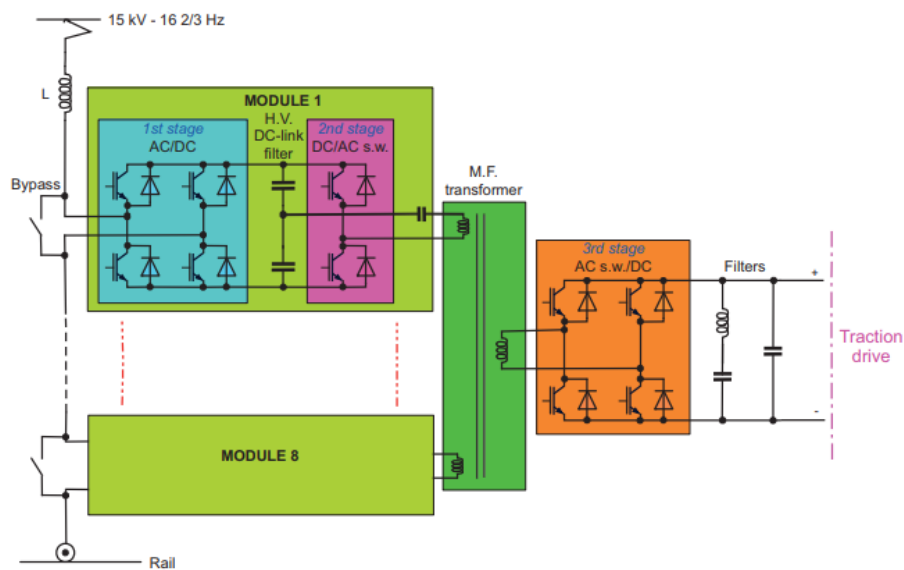 15 kV - 16 2/3 Hz
L
MODULE 1
1st stage
AC/DC
H.V.
DC-link
filter
2nd stage
DC/AC s.w.
Bypass
M.F.
transformer
3rd stage
AC s.w./DC
Filters
+
Traction
drive
-
MODULE 8
Rail